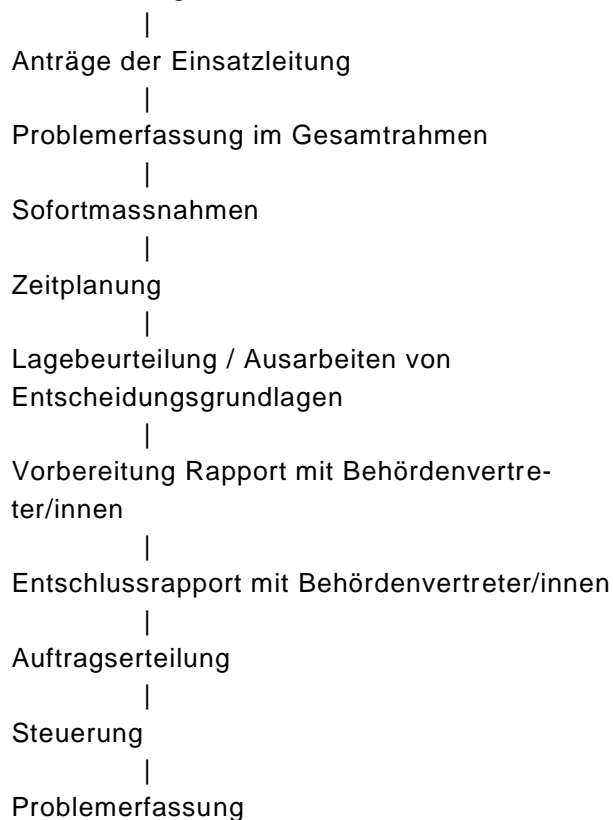 |
Anträge der Einsatzleitung
|
Problemerfassung im Gesamtrahmen
|
Sofortmassnahmen
|
Zeitplanung
|
Lagebeurteilung / Ausarbeiten von
Entscheidungsgrundlagen
|
Vorbereitung Rapport mit Behördenvertre-
ter/innen
|
Entschlussrapport mit Behördenvertreter/innen
|
Auftragserteilung
|
Steuerung
|
Problemerfassung